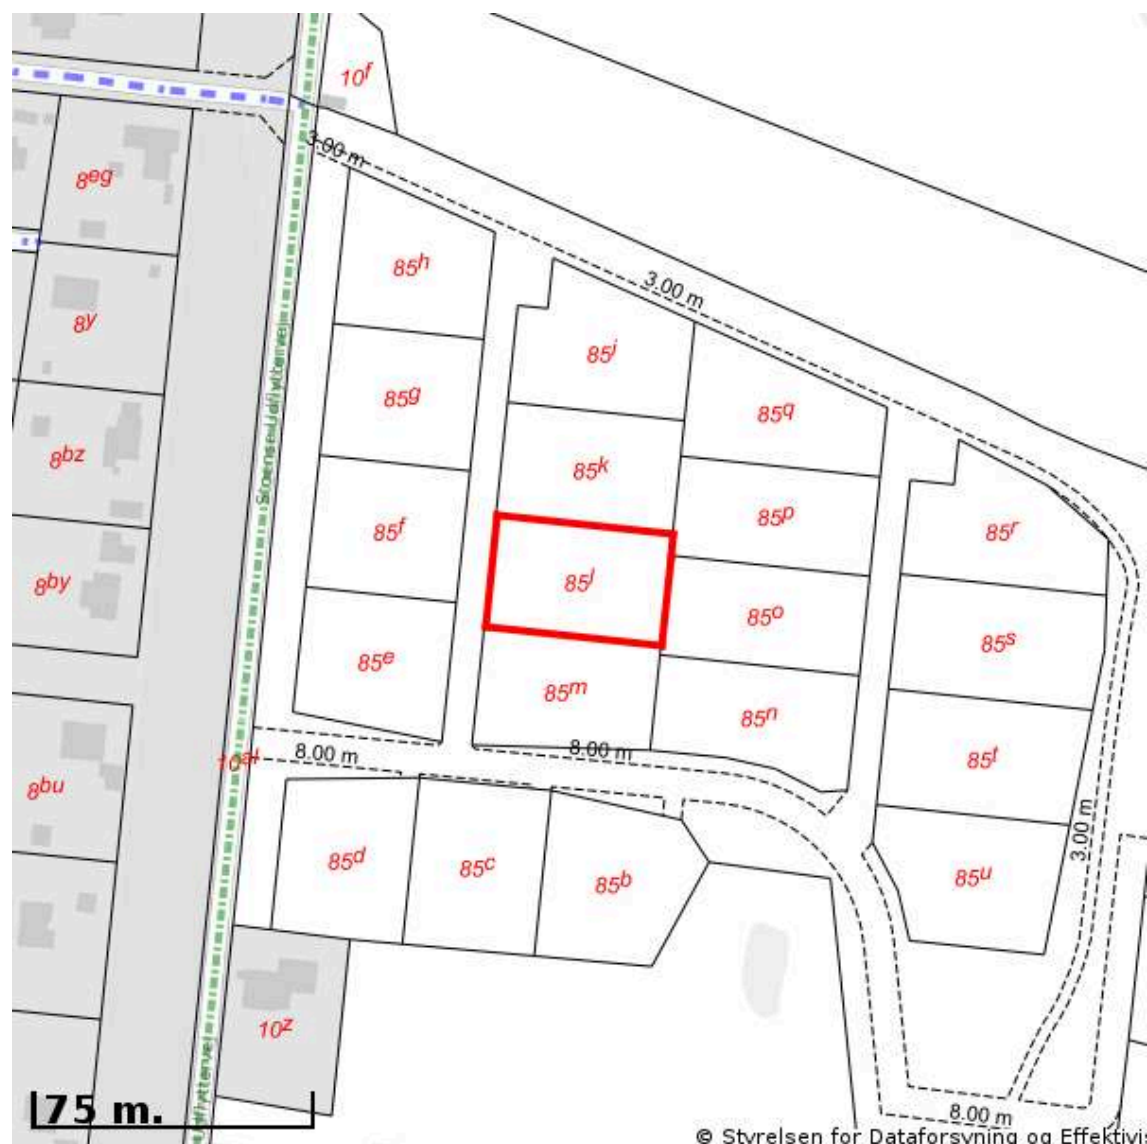 10f
3.00 m
8eg
85h
3.00 m
8y
85i
85g
85q
8bz
85k
85p
85f
85r
8by
85l
85o
85s
85e
85m
85n
8.00 m
8.00 m
10at
85t
8bu
3.00 m
85d
85c
85b
85u
10z
75 m.
8.00 m
© Styrelsen for Dataforsyning og Effektivi